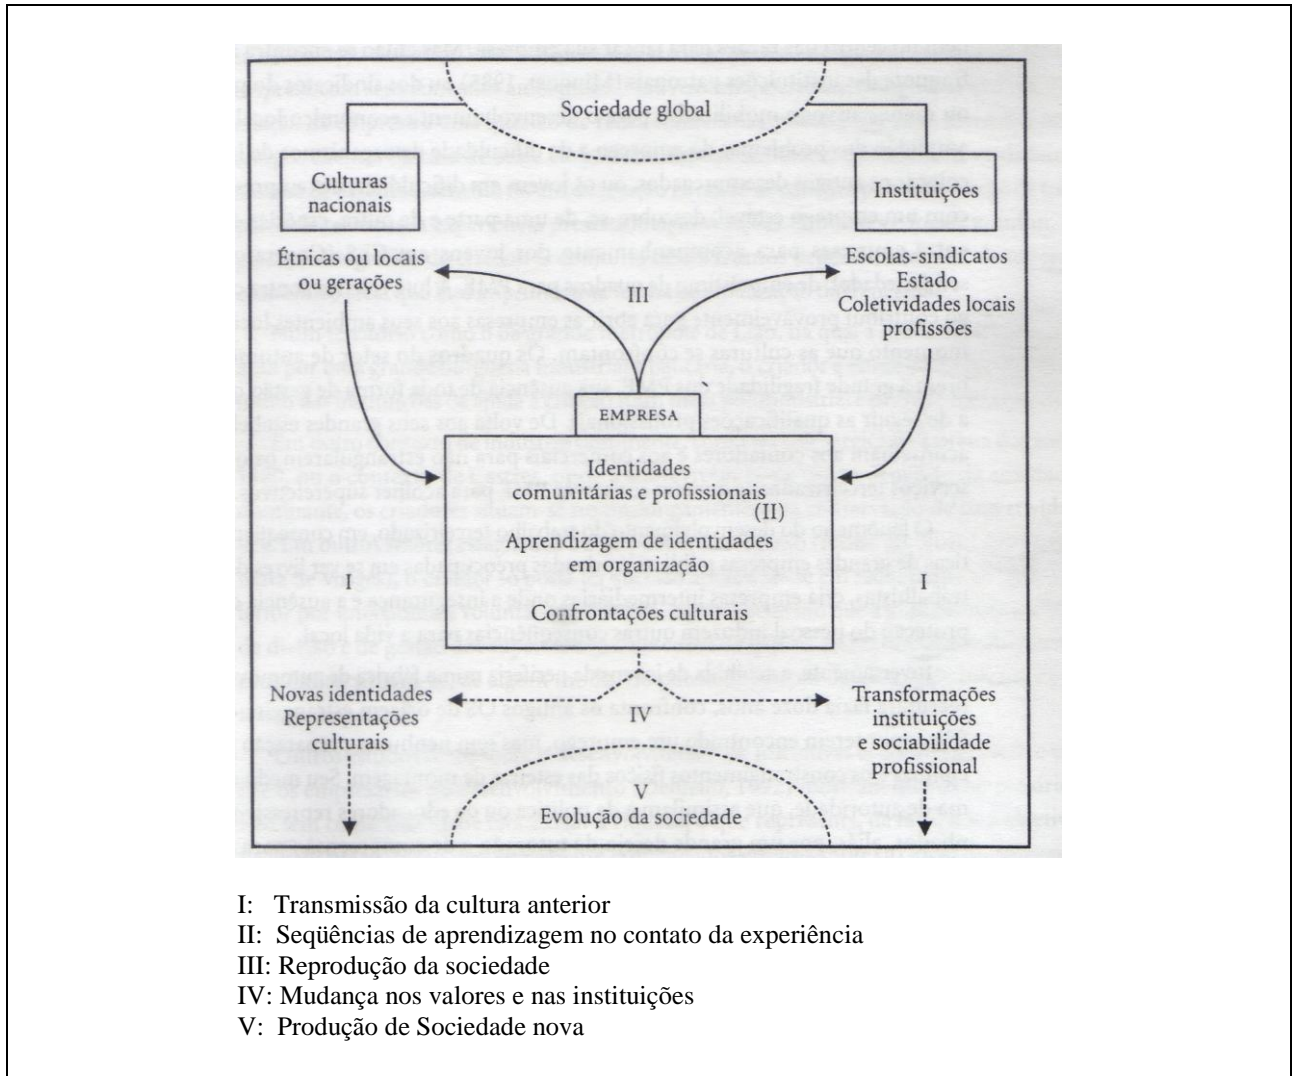 Sociedade global
Culturas
nacionais
Instituições
Étnicas ou locais
ou gerações
Escolas-sindicatos
Estado
Coletividades locais
profissões
III
EMPRESA
Identidades
comunitárias e profissionais
(II)
Aprendizagem de identidades
em organização
Confrontações culturais
I
I
Novas identidades
Representações
culturais
IV
Transformações
instituições
e sociabilidade
profissional
V
Evolução da sociedade
I: Transmissão da cultura anterior
II: Seqüências de aprendizagem no contato da experiência
III: Reprodução da sociedade
IV: Mudança nos valores e nas instituições
V: Produção de Sociedade nova